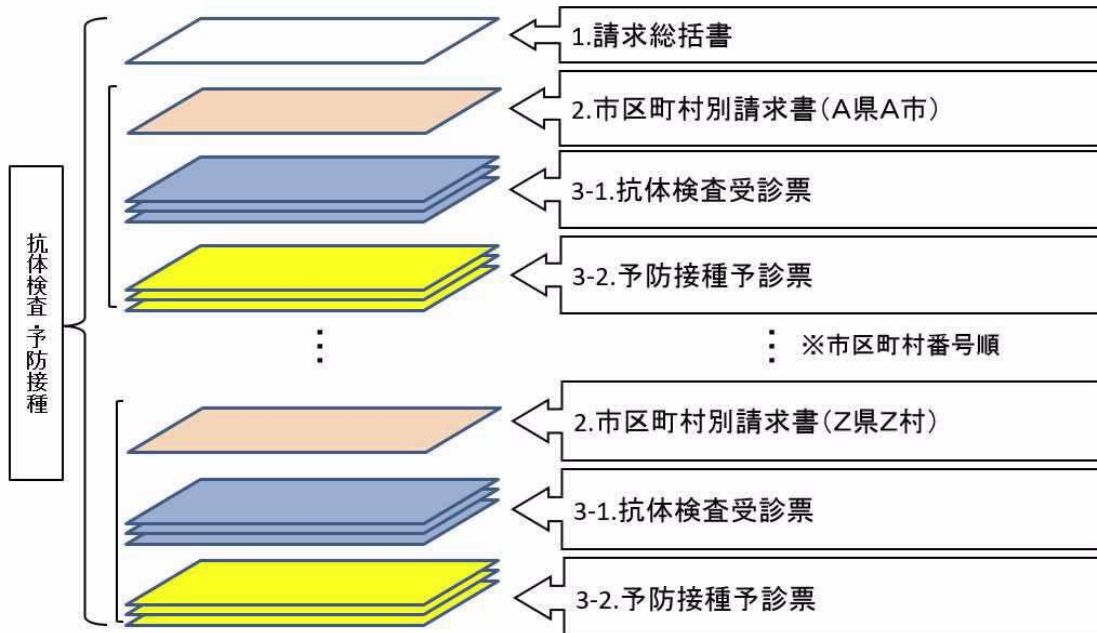 1.請求総括書
2.市区町村別請求書(A県A市)
3-1.抗体検査受診票
3-2.予防接種予診票
抗体検査・予防接種
⋮
⋮ ※市区町村番号順
2.市区町村別請求書(Z県Z村)
3-1.抗体検査受診票
3-2.予防接種予診票